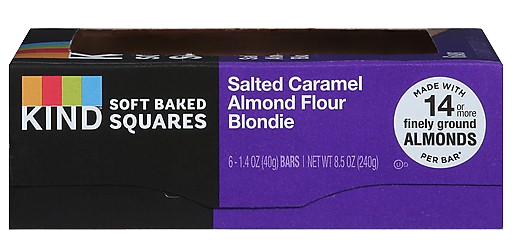 KIND
SOFT BAKED
SQUARES
Salted Caramel
Almond Flour
Blondie
6 - 1.4 OZ (40g) BARS | NET WT 8.5 OZ (240g)
MADE WITH
14 or more
finely ground
ALMONDS
PER BAR*